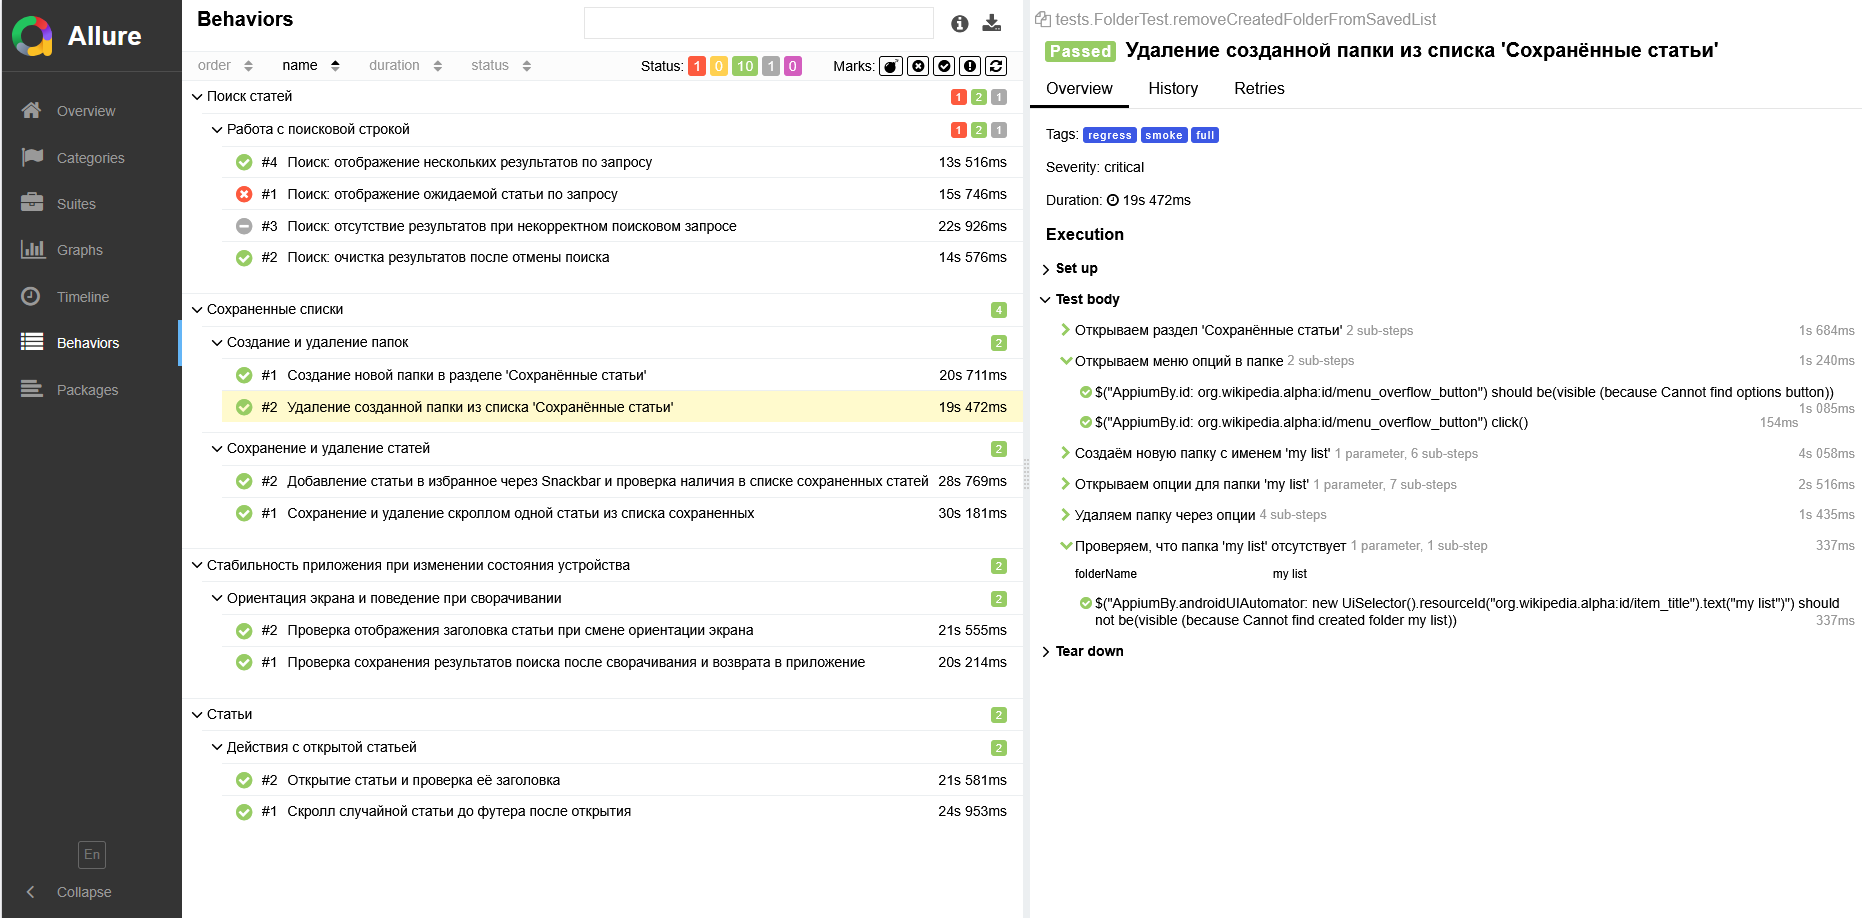 Allure
Overview
Categories
Suites
Graphs
Timeline
Behaviors
Packages
En
Collapse
Behaviors
order name duration status Status: 1 0 10 1 0 Marks:
Поиск статей 1 2 1
Работа с поисковой строкой 1 2 1
#4 Поиск: отображение нескольких результатов по запросу 13s 516ms
#1 Поиск: отображение ожидаемой статьи по запросу 15s 746ms
#3 Поиск: отсутствие результатов при некорректном поисковом запросе 22s 926ms
#2 Поиск: очистка результатов после отмены поиска 14s 576ms
Сохраненные списки 4
Создание и удаление папок 2
#1 Создание новой папки в разделе 'Сохранённые статьи' 20s 711ms
#2 Удаление созданной папки из списка 'Сохранённые статьи' 19s 472ms
Сохранение и удаление статей 2
#2 Добавление статьи в избранное через Snackbar и проверка наличия в списке сохраненных статей 28s 769ms
#1 Сохранение и удаление скроллом одной статьи из списка сохраненных 30s 181ms
Стабильность приложения при изменении состояния устройства 2
Ориентация экрана и поведение при сворачивании 2
#2 Проверка отображения заголовка статьи при смене ориентации экрана 21s 555ms
#1 Проверка сохранения результатов поиска после сворачивания и возврата в приложение 20s 214ms
Статьи 2
Действия с открытой статьей 2
#2 Открытие статьи и проверка её заголовка 21s 581ms
#1 Скролл случайной статьи до футера после открытия 24s 953ms
tests.FolderTest.removeCreatedFolderFromSavedList
Passed Удаление созданной папки из списка 'Сохранённые статьи'
Overview History Retries
Tags: regress smoke full
Severity: critical
Duration: 19s 472ms
Execution
Set up
Test body
Открываем раздел 'Сохранённые статьи' 2 sub-steps 1s 684ms
Открываем меню опций в папке 2 sub-steps 1s 240ms
$("AppiumBy.id: org.wikipedia.alpha:id/menu_overflow_button") should be(visible (because Cannot find options button))
1s 085ms
$("AppiumBy.id: org.wikipedia.alpha:id/menu_overflow_button") click() 154ms
Создаём новую папку с именем 'my list' 1 parameter, 6 sub-steps 4s 058ms
Открываем опции для папки 'my list' 1 parameter, 7 sub-steps 2s 516ms
Удаляем папку через опции 4 sub-steps 1s 435ms
Проверяем, что папка 'my list' отсутствует 1 parameter, 1 sub-step 337ms
folderName my list
$("AppiumBy.androidUIAutomator: new UiSelector().resourceId("org.wikipedia.alpha:id/item_title").text("my list")") should
not be(visible (because Cannot find created folder my list)) 337ms
Tear down